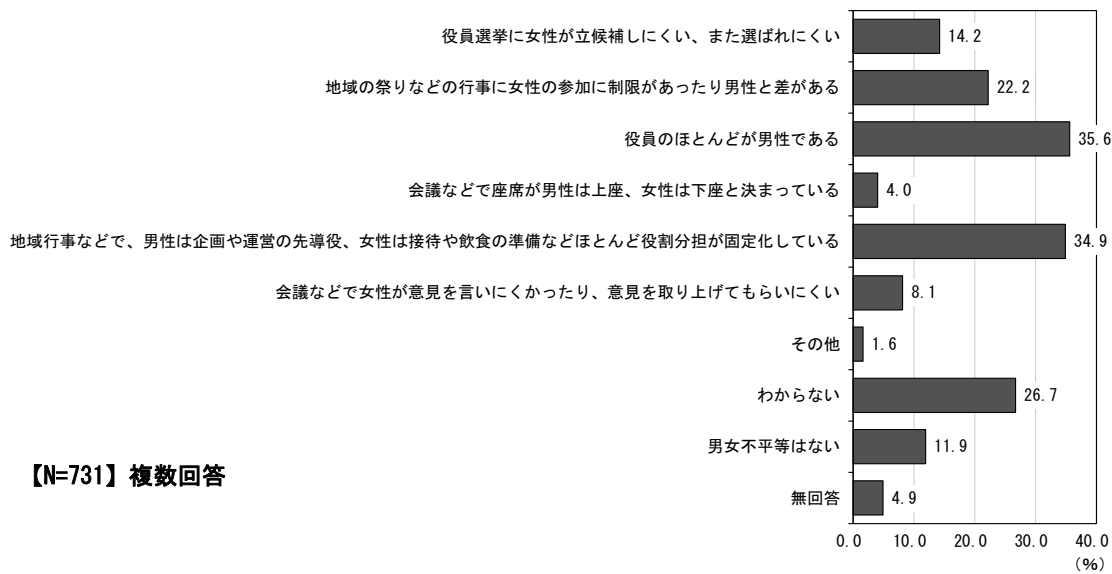 役員選挙に女性が立候補しにくい、また選ばれにくい 14.2
地域の祭りなどの行事に女性の参加に制限があったり男性と差がある 22.2
役員のほとんどが男性である 35.6
会議などで座席が男性は上座、女性は下座と決まっている 4.0
地域行事などで、男性は企画や運営の先導役、女性は接待や飲食の準備などほとんど役割分担が固定化している 34.9
会議などで女性が意見を言いにくかったり、意見を取り上げてもらいにくい 8.1
その他 1.6
わからない 26.7
男女不平等はない 11.9
【N=731】複数回答
無回答 4.9
0.0 10.0 20.0 30.0 40.0
(%)